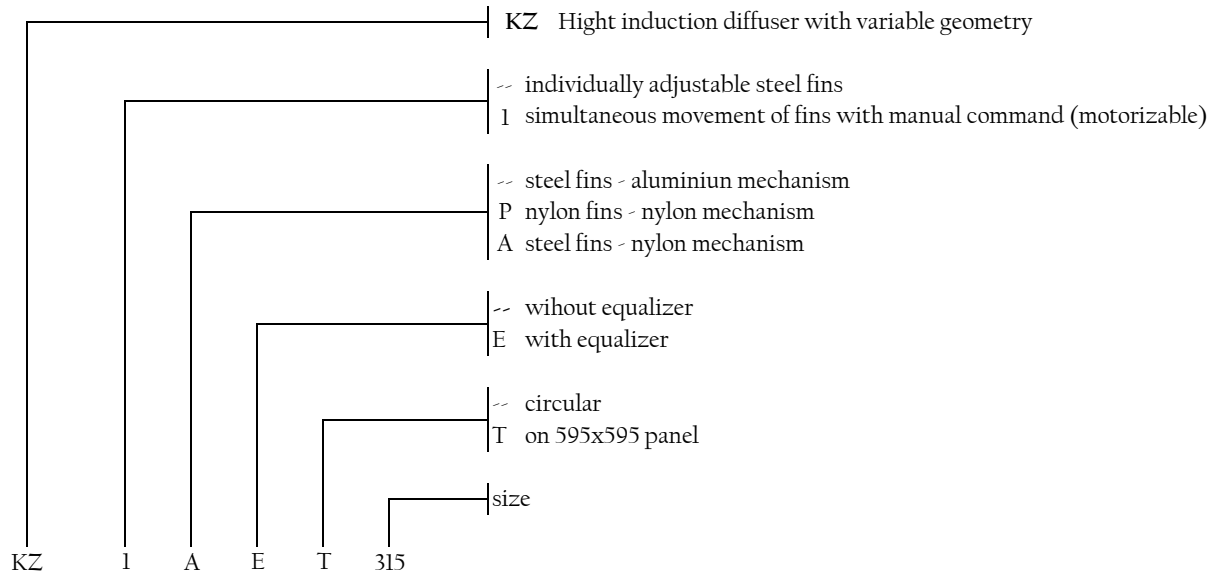 KZ Hight induction diffuser with variable geometry
-- individually adjustable steel fins
1 simultaneous movement of fins with manual command (motorizable)
-- steel fins - aluminiun mechanism
P nylon fins - nylon mechanism
A steel fins - nylon mechanism
-- wihout equalizer
E with equalizer
-- circular
T on 595x595 panel
size
KZ 1 A E T 315